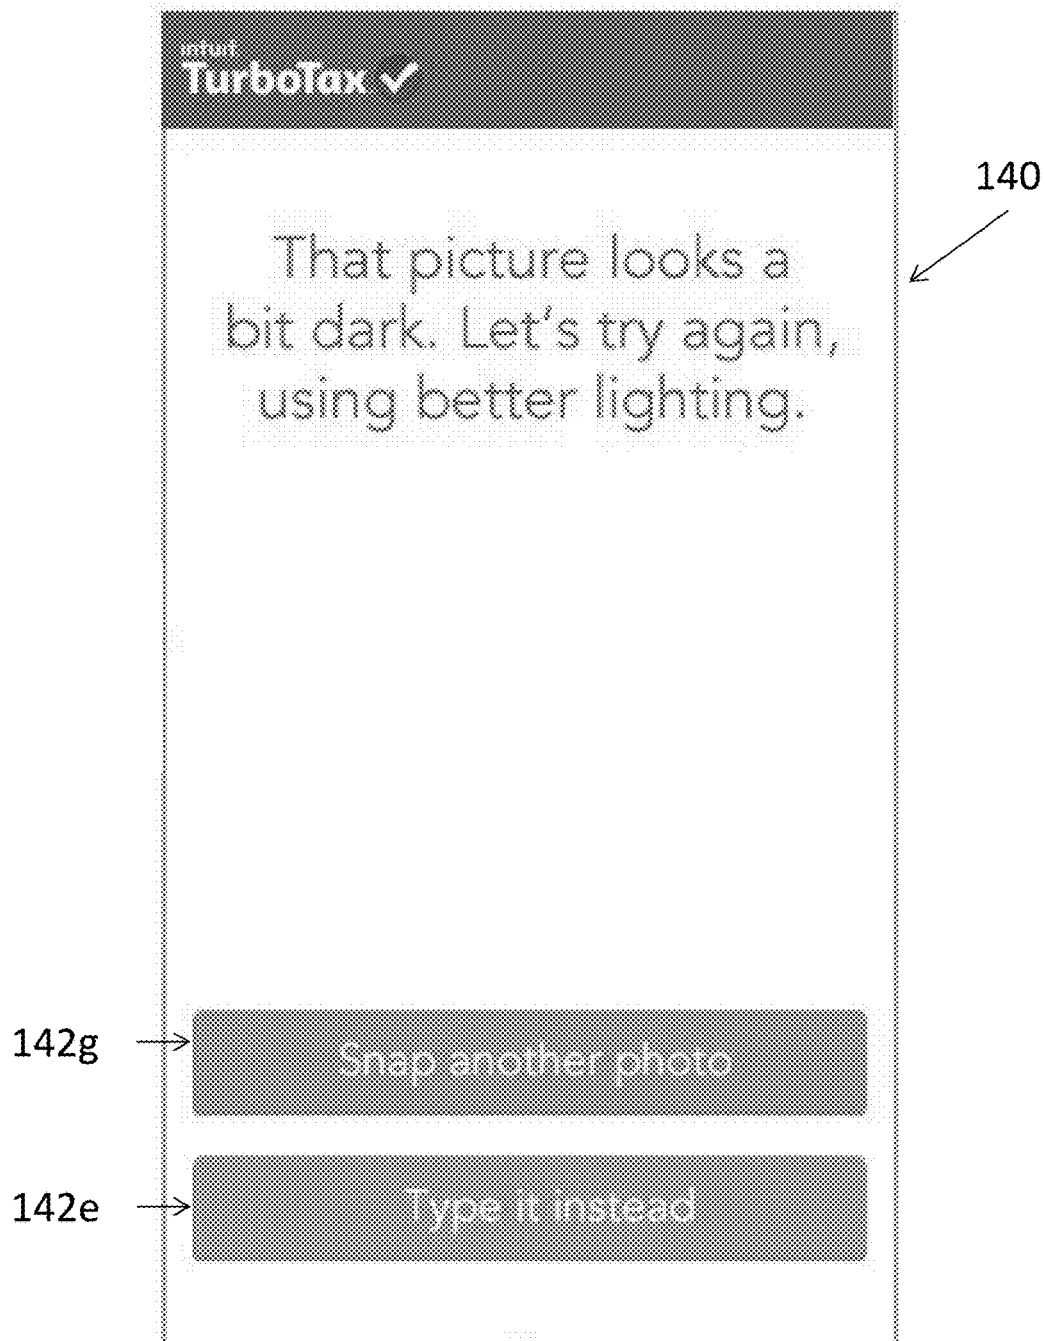 intuit
TurboTax
140
That picture looks a
bit dark. Let's try again,
using better lighting.
142g
Snap another photo
142e
Type it instead